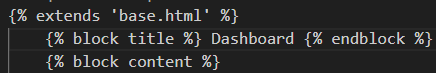 {% extends 'base.html' %}
{% block title %} Dashboard {% endblock %}
{% block content %}